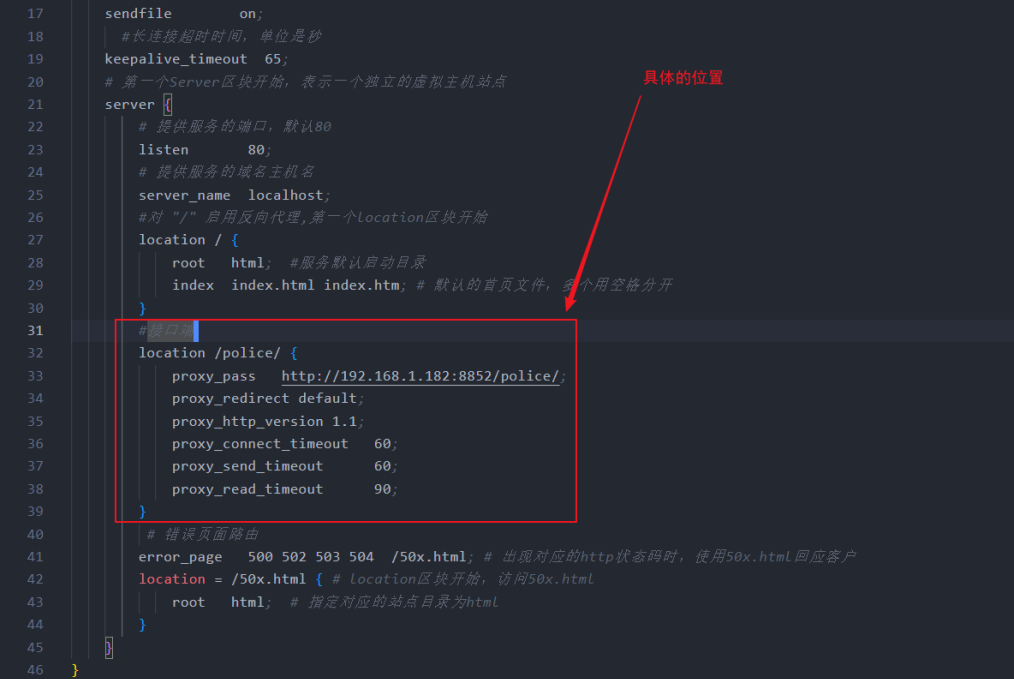 17 sendfile on;
18 #长连接超时时间，单位是秒
19 keepalive_timeout 65;
20 # 第一个Server区块开始，表示一个独立的虚拟主机站点
具体的位置
21 server {
22 # 提供服务的端口，默认80
23 listen 80;
24 # 提供服务的域名主机名
25 server_name localhost;
26 #对 "/" 启用反向代理,第一个location区块开始
27 location / {
28 root html; #服务默认启动目录
29 index index.html index.htm; # 默认的首页文件，多个用空格分开
30 }
31 #接口端
32 location /police/ {
33 proxy_pass http://192.168.1.182:8852/police/;
34 proxy_redirect default;
35 proxy_http_version 1.1;
36 proxy_connect_timeout 60;
37 proxy_send_timeout 60;
38 proxy_read_timeout 90;
39 }
40 # 错误页面路由
41 error_page 500 502 503 504 /50x.html; # 出现对应的http状态码时，使用50x.html回应客户
42 location = /50x.html { # location区块开始，访问50x.html
43 root html; # 指定对应的站点目录为html
44 }
45 }
46 }